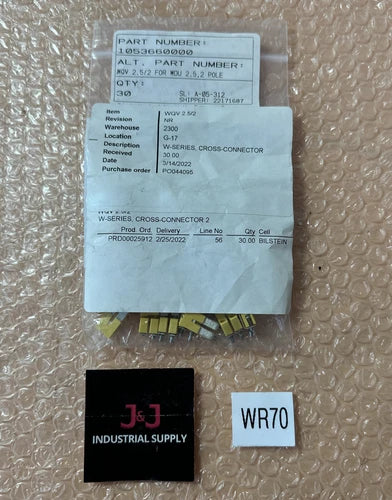 PART NUMBER:
1053660000
ALT. PART NUMBER:
WQV 2.5/2 FOR WDU 2.5,2 POLE
QTY:
30 SL: A-05-312
SHIPPER: 22171687
Item WQV 2.5/2
Revision NR
Warehouse 2300
Location G-17
Description W-SERIES, CROSS-CONNECTOR
Received 30.00
Date 3/14/2022
Purchase order PO044095
W-SERIES, CROSS-CONNECTOR 2
Prod. Ord. Delivery Line No Qty Cell
PRD00025912 2/25/2022 56 30.00 BILSTEIN
J&J
INDUSTRIAL SUPPLY
WR70